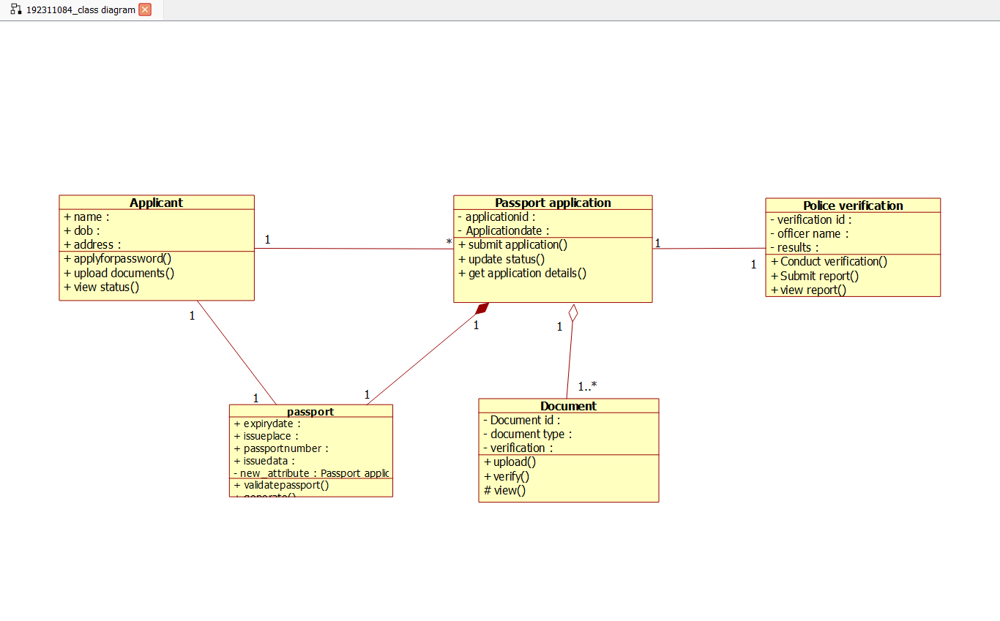 192311084_class diagram
Applicant
+ name :
+ dob :
+ address :
+ applyforpassword()
+ upload documents()
+ view status()
1
*
Passport application
- applicationid :
- Applicationdate :
+ submit application()
+ update status()
+ get application details()
1
1
Police verification
- verification id :
- officer name :
- results :
+ Conduct verification()
+ Submit report()
+ view report()
1
1
1
1
1
1..*
passport
+ expirydate :
+ issueplace :
+ passportnumber :
+ issuedata :
- new_attribute : Passport applic
+ validatepassport()
+ generate()
Document
- Document id :
- document type :
- verification :
+ upload()
+ verify()
# view()